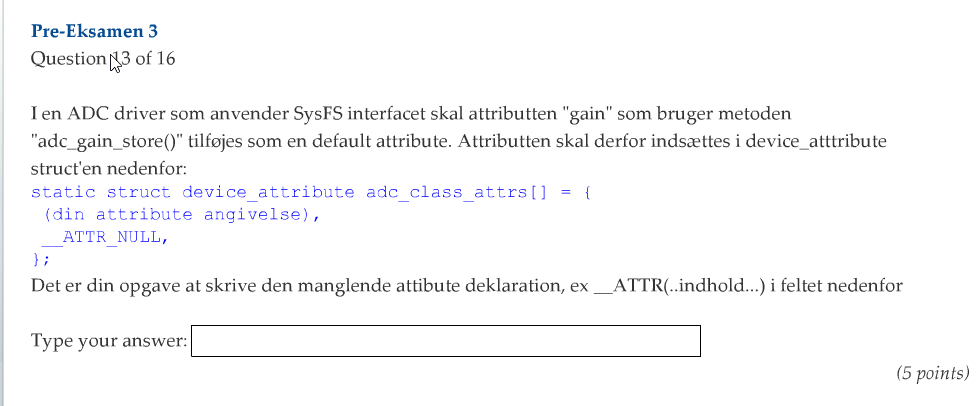 Pre-Eksamen 3
Question 13 of 16
I en ADC driver som anvender SysFS interfacet skal attributten "gain" som bruger metoden
"adc_gain_store()" tilføjes som en default attribute. Attributten skal derfor indsættes i device_atttribute
struct'en nedenfor:
static struct device_attribute adc_class_attrs[] = {
(din attribute angivelse),
__ATTR_NULL,
};
Det er din opgave at skrive den manglende attibute deklaration, ex __ATTR(..indhold...) i feltet nedenfor
Type your answer:
(5 points)